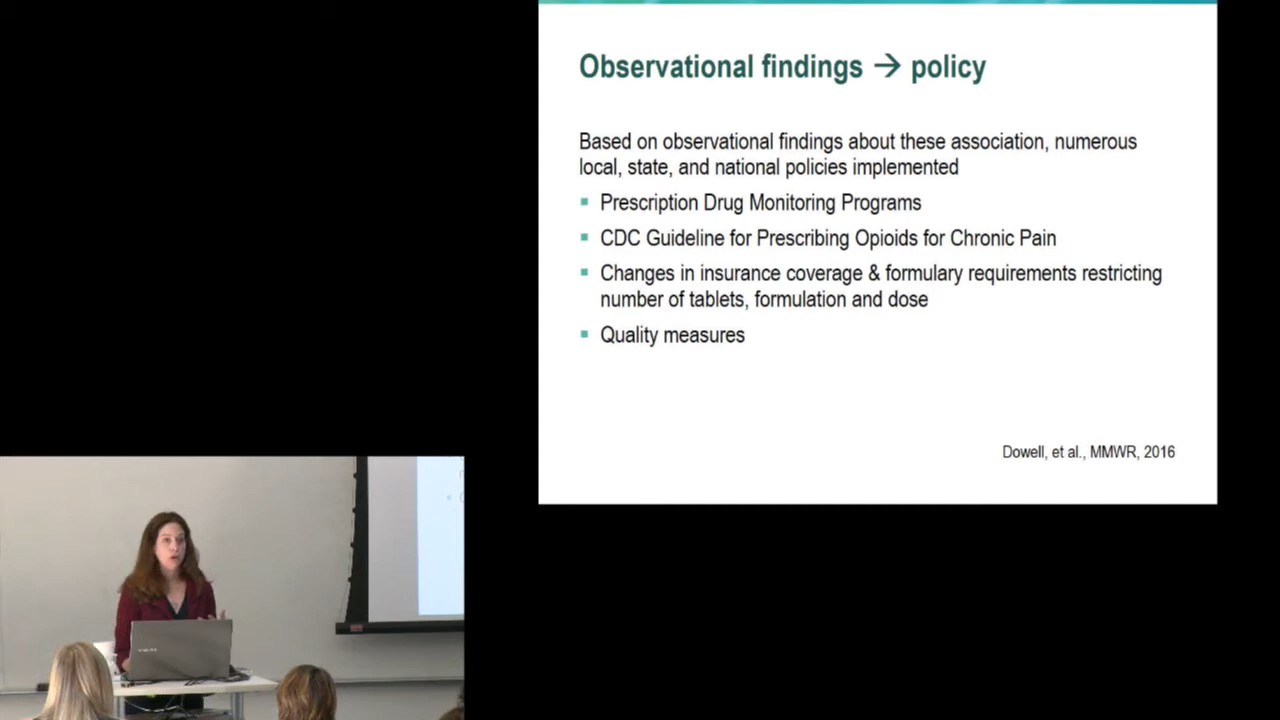 Observational findings → policy
Based on observational findings about these association, numerous
local, state, and national policies implemented
▪ Prescription Drug Monitoring Programs
▪ CDC Guideline for Prescribing Opioids for Chronic Pain
▪ Changes in insurance coverage & formulary requirements restricting
number of tablets, formulation and dose
▪ Quality measures
Dowell, et al., MMWR, 2016